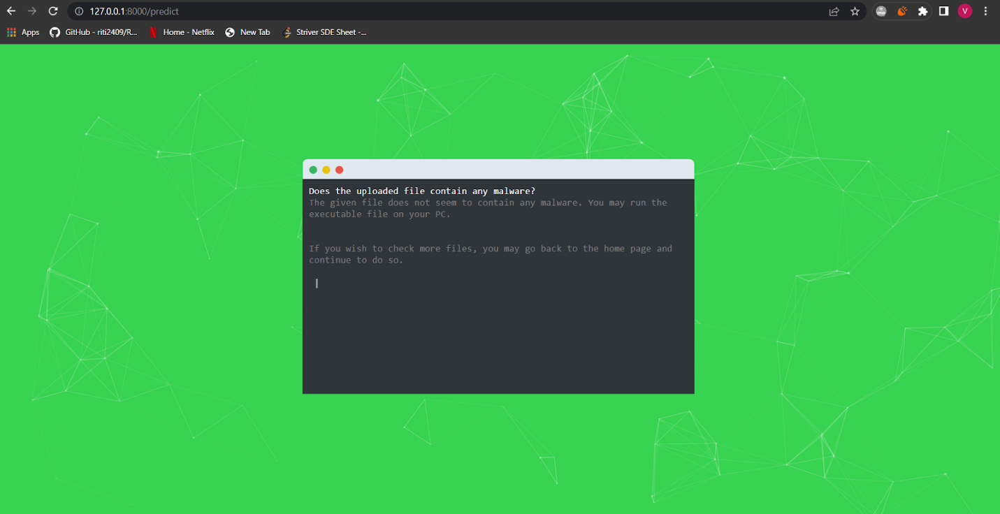 127.0.0.1:8000/predict
V
Apps GitHub - riti2409/R... Home - Netflix New Tab Striver SDE Sheet -...
Does the uploaded file contain any malware?
The given file does not seem to contain any malware. You may run the
executable file on your PC.
If you wish to check more files, you may go back to the home page and
continue to do so.